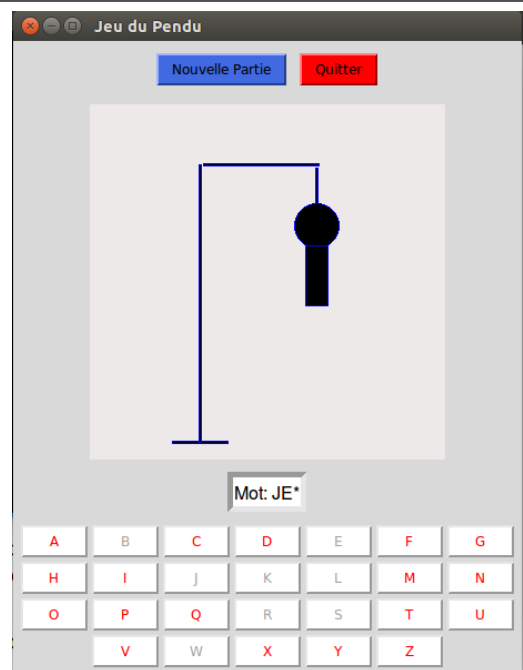 Jeu du Pendu
Nouvelle Partie Quitter
Mot: JE*
A B C D E F G
H I J K L M N
O P Q R S T U
V W X Y Z